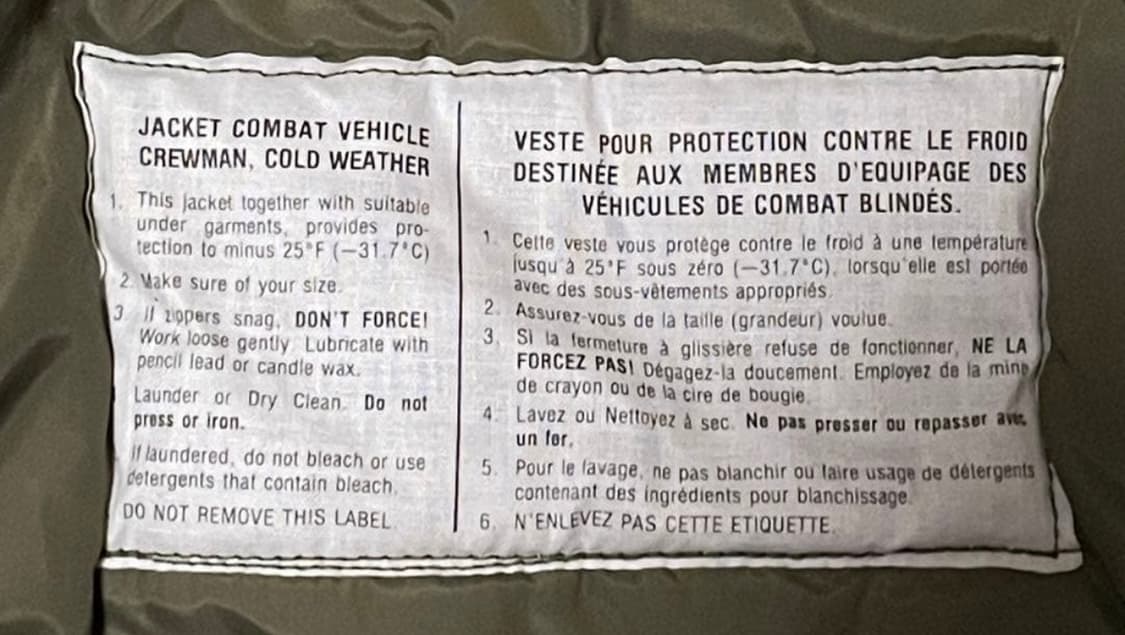 JACKET COMBAT VEHICLE
CREWMAN, COLD WEATHER
1. This jacket together with suitable
under garments, provides pro-
tection to minus 25°F (—31.7°C)
2. Make sure of your size.
3. If zippers snag, DON'T FORCE!
Work loose gently. Lubricate with
pencil lead or candle wax.
Launder or Dry Clean. Do not
press or iron.
If laundered, do not bleach or use
detergents that contain bleach.
DO NOT REMOVE THIS LABEL
VESTE POUR PROTECTION CONTRE LE FROID
DESTINÉE AUX MEMBRES D'EQUIPAGE DES
VÉHICULES DE COMBAT BLINDÉS.
1. Cette veste vous protège contre le froid à une température
jusqu'à 25°F sous zéro (—31.7°C), lorsqu'elle est portée
avec des sous-vêtements appropriés.
2. Assurez-vous de la taille (grandeur) voulue.
3. Si la fermeture à glissière refuse de fonctionner, NE LA
FORCEZ PAS! Dégagez-la doucement. Employez de la mine
de crayon ou de la cire de bougie.
4. Lavez ou Nettoyez à sec. Ne pas presser ou repasser avec
un fer.
5. Pour le lavage, ne pas blanchir ou faire usage de détergents
contenant des ingrédients pour blanchissage.
6. N'ENLEVEZ PAS CETTE ETIQUETTE.